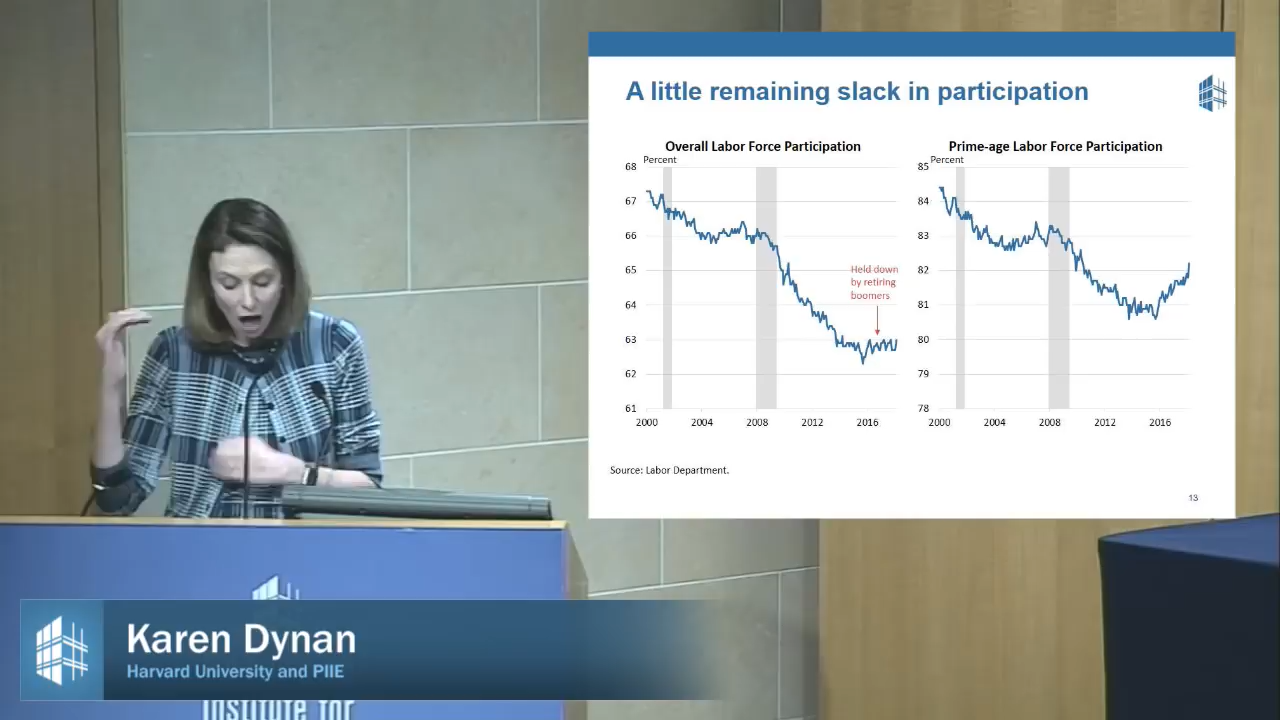 A little remaining slack in participation
Overall Labor Force Participation
Percent
68
67
66
65
64
63
62
61
2000
2004
2008
2012
2016
Held down
by retiring
boomers
Prime-age Labor Force Participation
Percent
85
84
83
82
81
80
79
78
2000
2004
2008
2012
2016
Source: Labor Department.
13
Karen Dynan
Harvard University and PIIE
Institute for